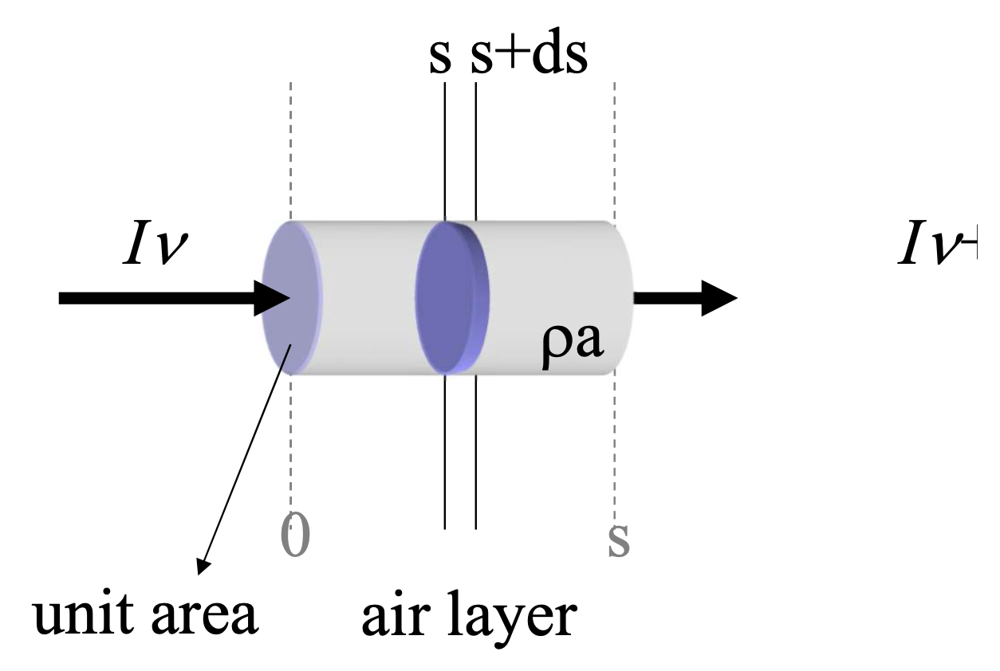 s s+ds
Iν
Iν+
ρa
0
s
unit area
air layer